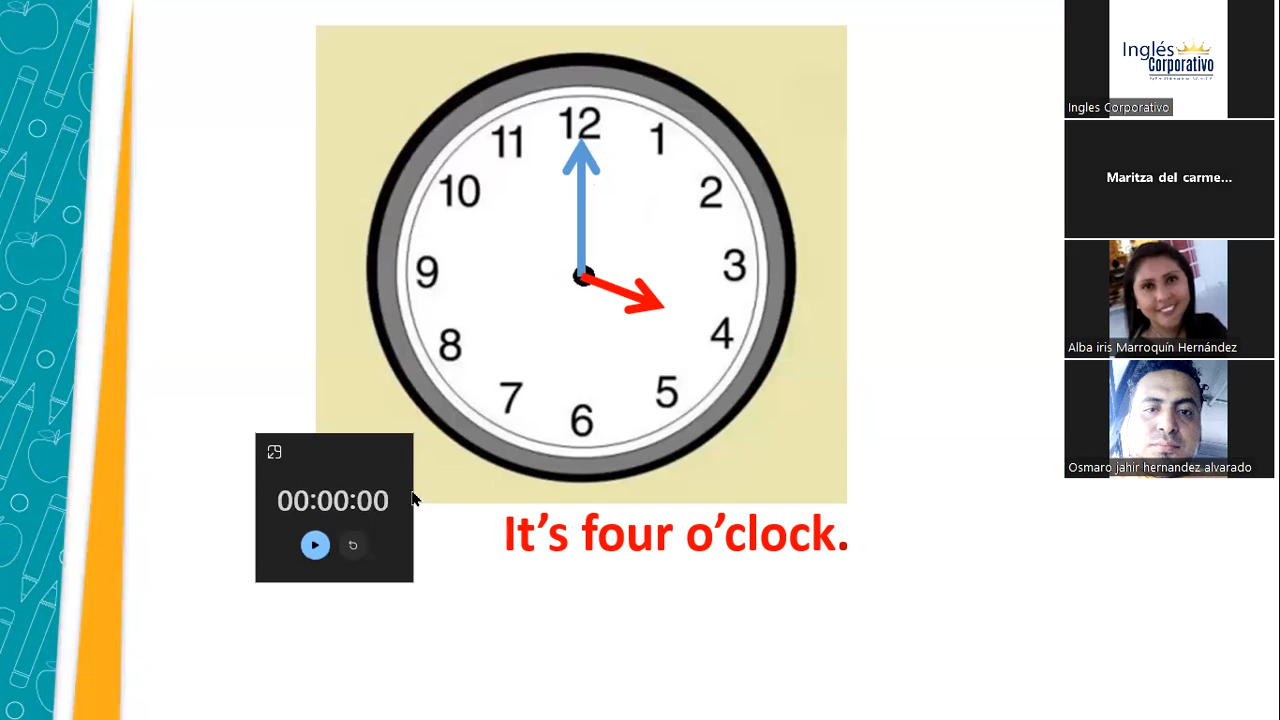 12
11
1
10
2
9
3
8
4
7
5
6
00:00:00
It's four o'clock.
Inglés
Corporativo
Ingles Corporativo
Maritza del carme...
Alba iris Marroquín Hernández
Osmaro jahir hernandez alvarado